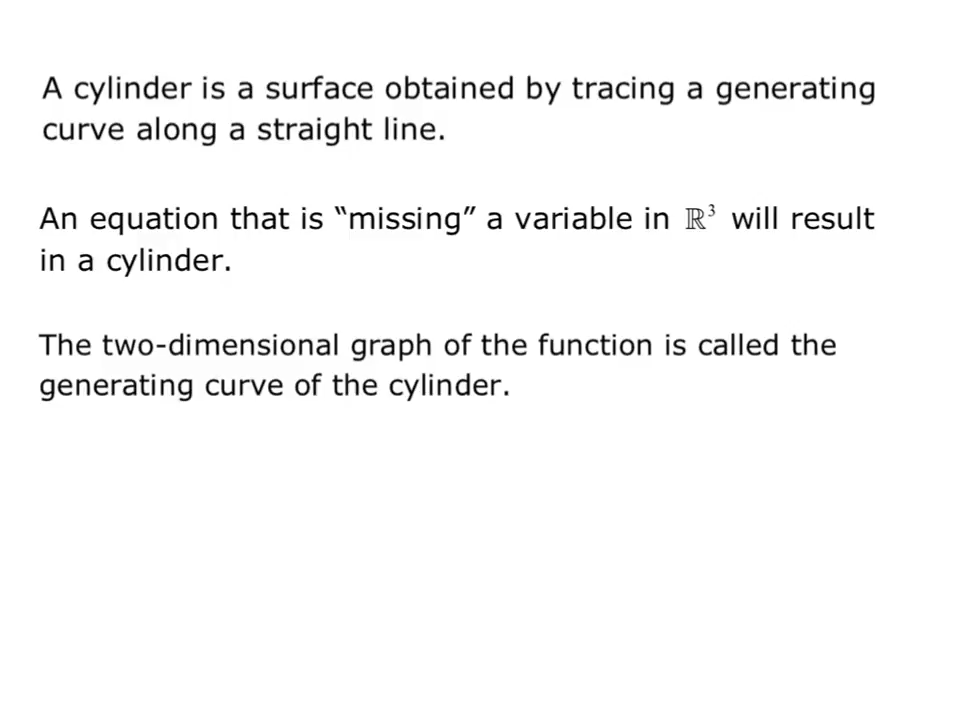 A cylinder is a surface obtained by tracing a generating
curve along a straight line.
An equation that is “missing” a variable in ℝ³ will result
in a cylinder.
The two-dimensional graph of the function is called the
generating curve of the cylinder.